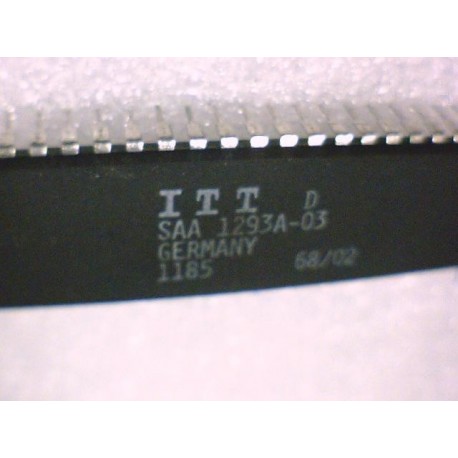 ITT D
SAA 1293A-03
GERMANY
1185 68/02